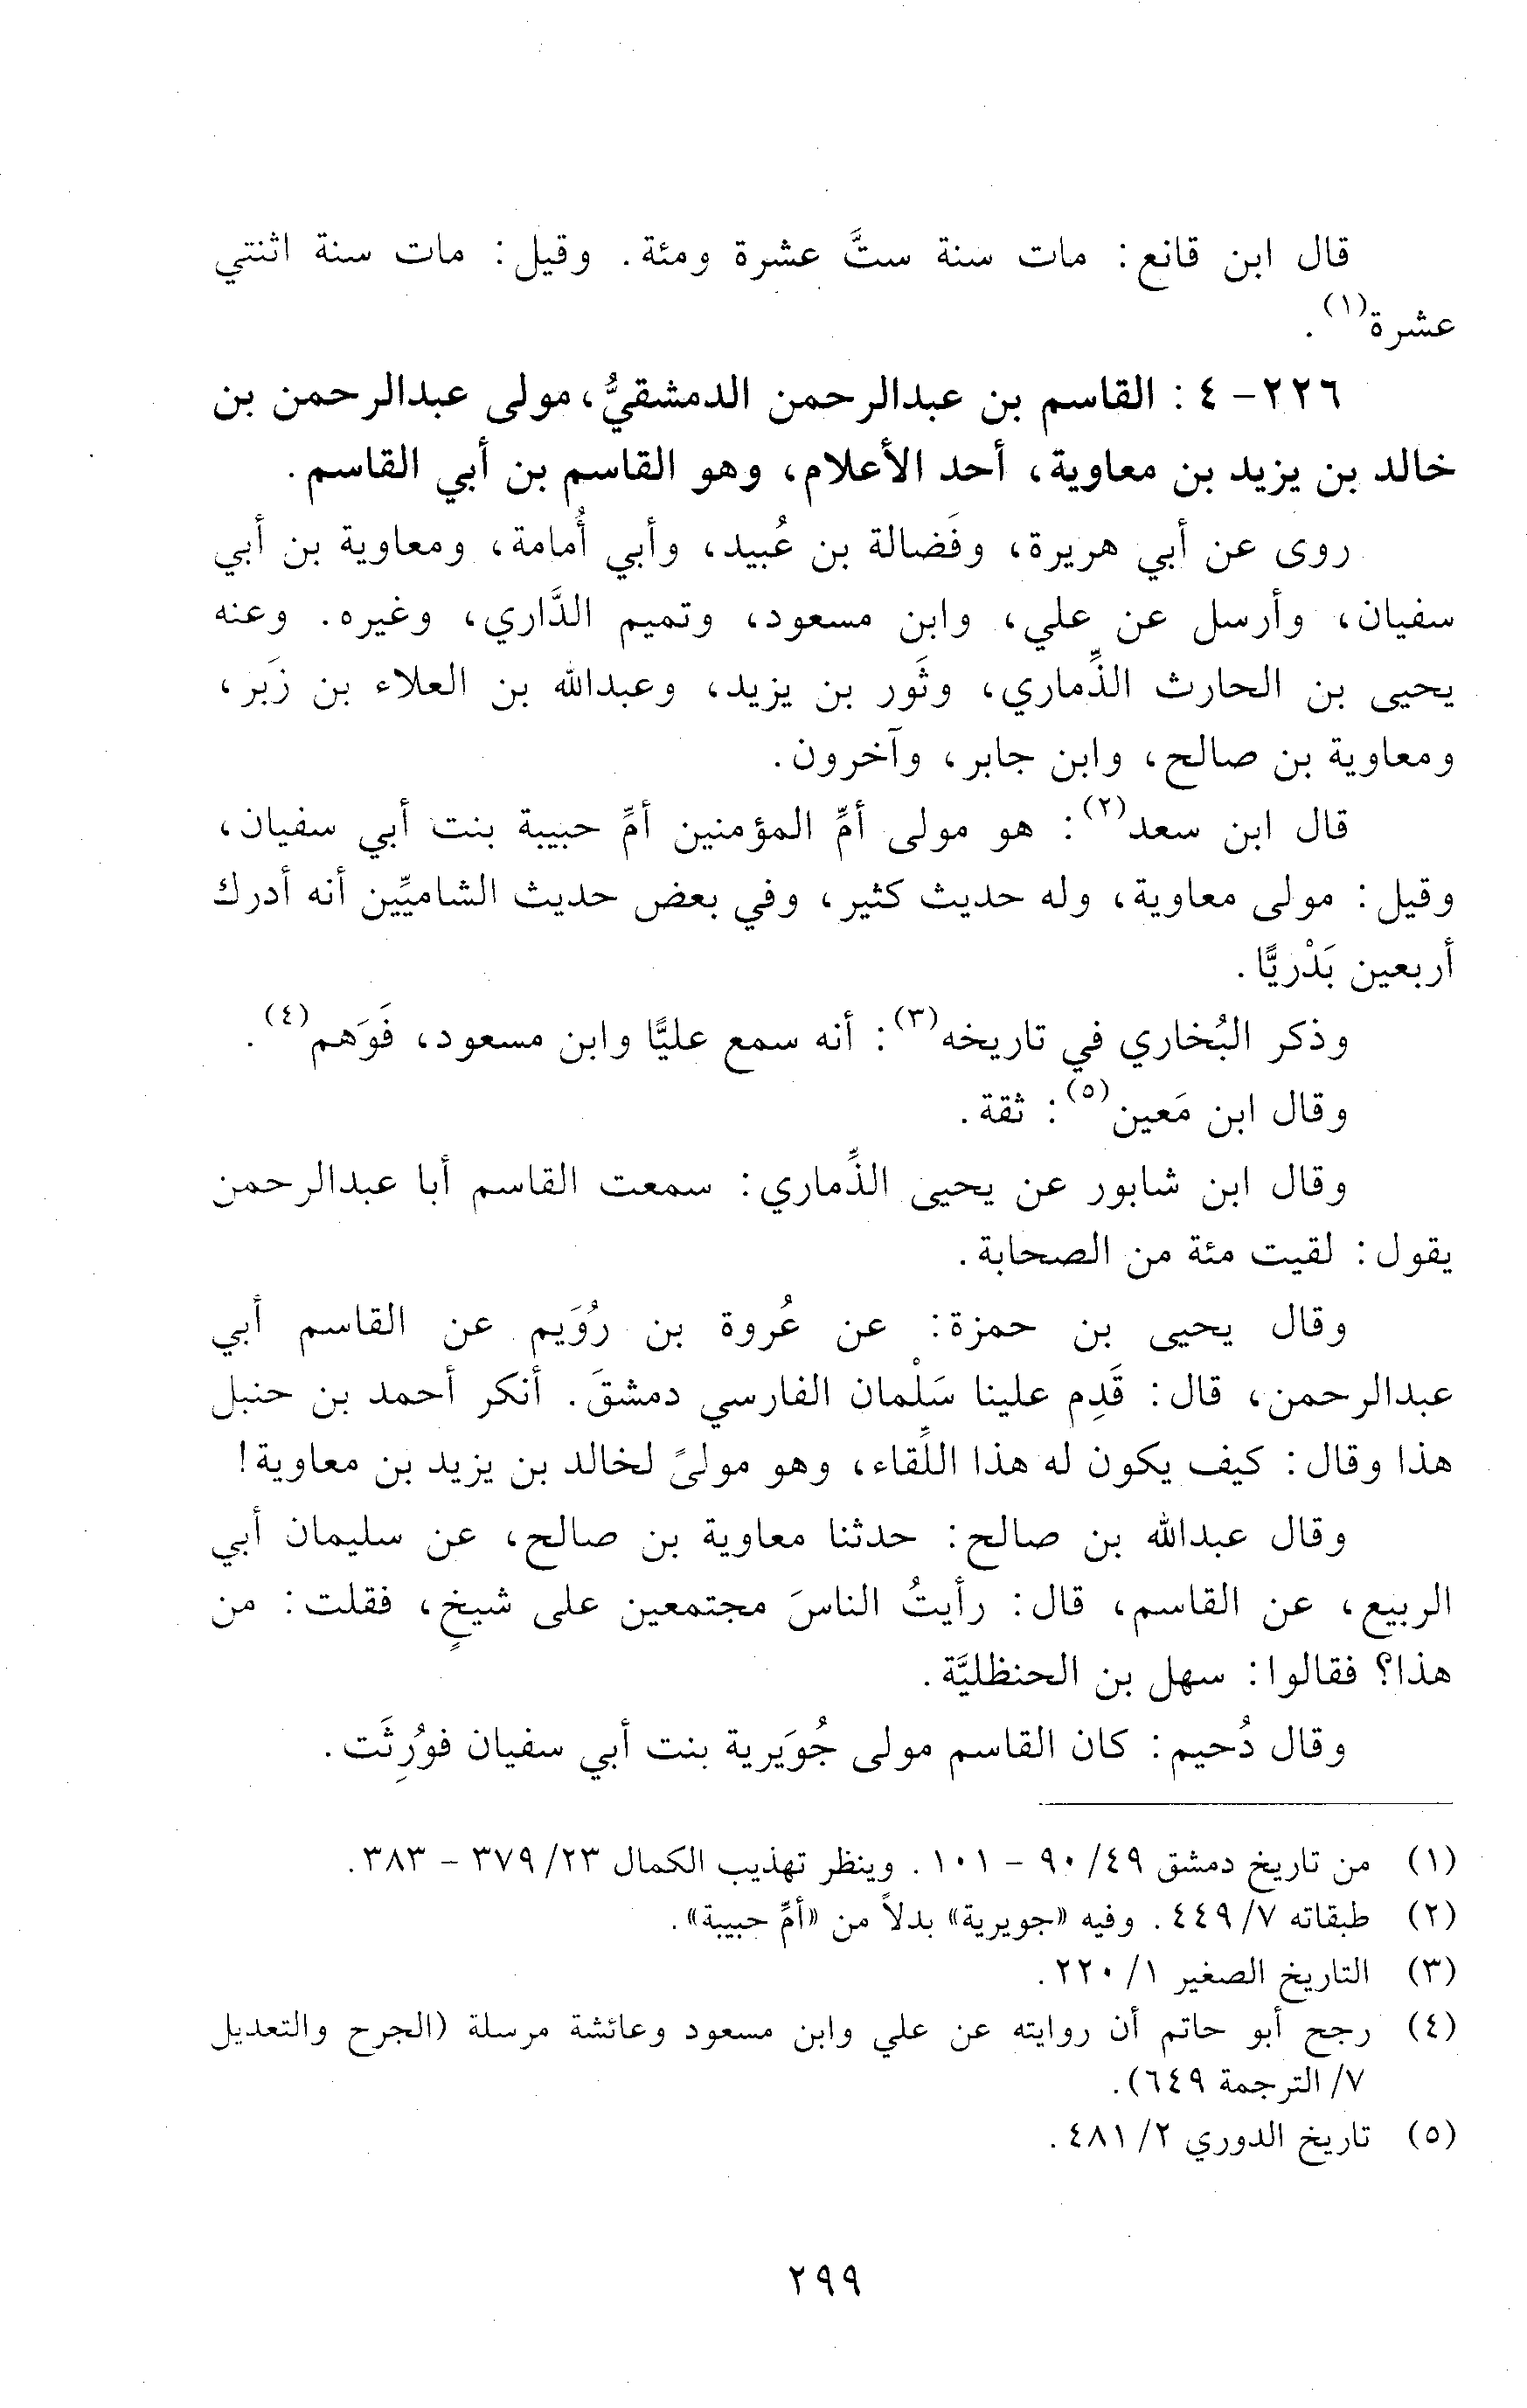 قال ابن قانع: مات سنة ستَّ عشرة ومئة. وقيل: مات سنة اثنتي
عشرة(١).
٢٢٦- ٤: القاسم بن عبدالرحمن الدمشقيُّ، مولى عبدالرحمن بن
خالد بن يزيد بن معاوية، أحد الأعلام، وهو القاسم بن أبي القاسم.
روى عن أبي هريرة، وفَضالة بن عُبيد، وأبي أُمامة، ومعاوية بن أبي
سفيان، وأرسل عن علي، وابن مسعود، وتميم الدَّاري، وغيره. وعنه
يحيى بن الحارث الذِّماري، وثَور بن يزيد، وعبدالله بن العلاء بن زَبر،
ومعاوية بن صالح، وابن جابر، وآخرون.
قال ابن سعد(٢): هو مولى أمِّ المؤمنين أمِّ حبيبة بنت أبي سفيان،
وقيل: مولى معاوية، وله حديث كثير، وفي بعض حديث الشاميِّين أنه أدرك
أربعين بَدْريًّا.
وذكر البُخاري في تاريخه(٣): أنه سمع عليًّا وابن مسعود، فَوَهم(٤).
وقال ابن مَعين(٥): ثقة.
وقال ابن شابور عن يحيى الذِّماري: سمعت القاسم أبا عبدالرحمن
يقول: لقيت مئة من الصحابة.
وقال يحيى بن حمزة: عن عُروة بن رُوَيم عن القاسم أبي
عبدالرحمن، قال: قَدِم علينا سَلْمان الفارسي دمشقَ. أنكر أحمد بن حنبل
هذا وقال: كيف يكون له هذا اللِّقاء، وهو مولىً لخالد بن يزيد بن معاوية!
وقال عبدالله بن صالح: حدثنا معاوية بن صالح، عن سليمان أبي
الربيع، عن القاسم، قال: رأيتُ الناسَ مجتمعين على شيخٍ، فقلت: من
هذا؟ فقالوا: سهل بن الحنظليَّة.
وقال دُحيم: كان القاسم مولى جُوَيرية بنت أبي سفيان فوُرِثَت.
(١) من تاريخ دمشق ٤٩/ ٩٠ - ١٠١. وينظر تهذيب الكمال ٢٣/ ٣٧٩ - ٣٨٣.
(٢) طبقاته ٧/ ٤٤٩. وفيه «جويرية» بدلاً من «أمِّ حبيبة».
(٣) التاريخ الصغير ١/ ٢٢٠.
(٤) رجح أبو حاتم أن روايته عن علي وابن مسعود وعائشة مرسلة (الجرح والتعديل
٧/ الترجمة ٦٤٩).
(٥) تاريخ الدوري ٢/ ٤٨١.
٢٩٩